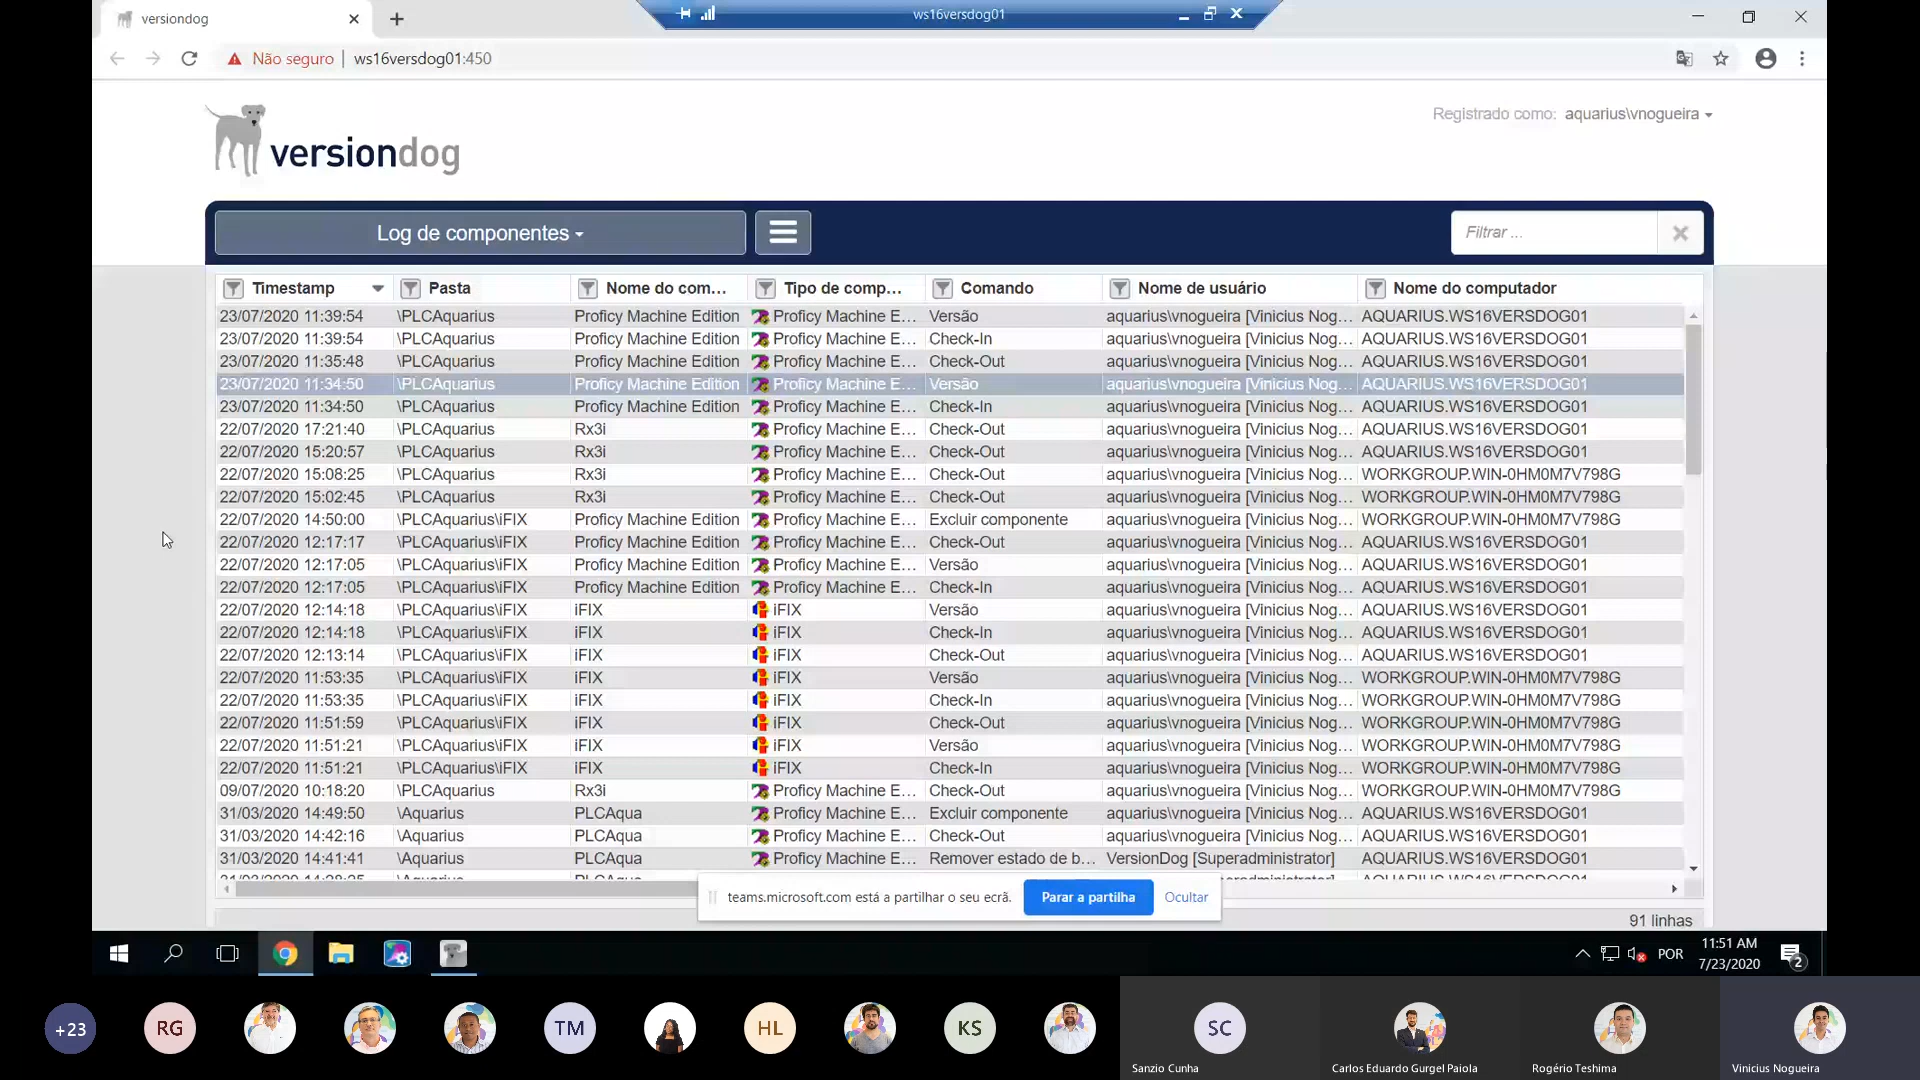 versiondog
ws16versdog01
Não seguro | ws16versdog01:450
versiondog
Registrado como: aquarius\vnogueira
Log de componentes
Filtrar ...
Timestamp Pasta Nome do com... Tipo de comp... Comando Nome de usuário Nome do computador
23/07/2020 11:39:54 \PLCAquarius Proficy Machine Edition Proficy Machine E... Versão aquarius\vnogueira [Vinicius Nog... AQUARIUS.WS16VERSDOG01
23/07/2020 11:39:54 \PLCAquarius Proficy Machine Edition Proficy Machine E... Check-In aquarius\vnogueira [Vinicius Nog... AQUARIUS.WS16VERSDOG01
23/07/2020 11:35:48 \PLCAquarius Proficy Machine Edition Proficy Machine E... Check-Out aquarius\vnogueira [Vinicius Nog... AQUARIUS.WS16VERSDOG01
23/07/2020 11:34:50 \PLCAquarius Proficy Machine Edition Proficy Machine E... Versão aquarius\vnogueira [Vinicius Nog... AQUARIUS.WS16VERSDOG01
23/07/2020 11:34:50 \PLCAquarius Proficy Machine Edition Proficy Machine E... Check-In aquarius\vnogueira [Vinicius Nog... AQUARIUS.WS16VERSDOG01
22/07/2020 17:21:40 \PLCAquarius Rx3i Proficy Machine E... Check-Out aquarius\vnogueira [Vinicius Nog... AQUARIUS.WS16VERSDOG01
22/07/2020 15:20:57 \PLCAquarius Rx3i Proficy Machine E... Check-Out aquarius\vnogueira [Vinicius Nog... AQUARIUS.WS16VERSDOG01
22/07/2020 15:08:25 \PLCAquarius Rx3i Proficy Machine E... Check-Out aquarius\vnogueira [Vinicius Nog... WORKGROUP.WIN-0HM0M7V798G
22/07/2020 15:02:45 \PLCAquarius Rx3i Proficy Machine E... Check-Out aquarius\vnogueira [Vinicius Nog... WORKGROUP.WIN-0HM0M7V798G
22/07/2020 14:50:00 \PLCAquarius\iFIX Proficy Machine Edition Proficy Machine E... Excluir componente aquarius\vnogueira [Vinicius Nog... WORKGROUP.WIN-0HM0M7V798G
22/07/2020 12:17:17 \PLCAquarius\iFIX Proficy Machine Edition Proficy Machine E... Check-Out aquarius\vnogueira [Vinicius Nog... AQUARIUS.WS16VERSDOG01
22/07/2020 12:17:05 \PLCAquarius\iFIX Proficy Machine Edition Proficy Machine E... Versão aquarius\vnogueira [Vinicius Nog... AQUARIUS.WS16VERSDOG01
22/07/2020 12:17:05 \PLCAquarius\iFIX Proficy Machine Edition Proficy Machine E... Check-In aquarius\vnogueira [Vinicius Nog... AQUARIUS.WS16VERSDOG01
22/07/2020 12:14:18 \PLCAquarius\iFIX iFIX iFIX Versão aquarius\vnogueira [Vinicius Nog... AQUARIUS.WS16VERSDOG01
22/07/2020 12:14:18 \PLCAquarius\iFIX iFIX iFIX Check-In aquarius\vnogueira [Vinicius Nog... AQUARIUS.WS16VERSDOG01
22/07/2020 12:13:14 \PLCAquarius\iFIX iFIX iFIX Check-Out aquarius\vnogueira [Vinicius Nog... AQUARIUS.WS16VERSDOG01
22/07/2020 11:53:35 \PLCAquarius\iFIX iFIX iFIX Versão aquarius\vnogueira [Vinicius Nog... WORKGROUP.WIN-0HM0M7V798G
22/07/2020 11:53:35 \PLCAquarius\iFIX iFIX iFIX Check-In aquarius\vnogueira [Vinicius Nog... WORKGROUP.WIN-0HM0M7V798G
22/07/2020 11:51:59 \PLCAquarius\iFIX iFIX iFIX Check-Out aquarius\vnogueira [Vinicius Nog... WORKGROUP.WIN-0HM0M7V798G
22/07/2020 11:51:21 \PLCAquarius\iFIX iFIX iFIX Versão aquarius\vnogueira [Vinicius Nog... WORKGROUP.WIN-0HM0M7V798G
22/07/2020 11:51:21 \PLCAquarius\iFIX iFIX iFIX Check-In aquarius\vnogueira [Vinicius Nog... WORKGROUP.WIN-0HM0M7V798G
09/07/2020 10:18:20 \PLCAquarius Rx3i Proficy Machine E... Check-Out aquarius\vnogueira [Vinicius Nog... WORKGROUP.WIN-0HM0M7V798G
31/03/2020 14:49:50 \Aquarius PLCAqua Proficy Machine E... Excluir componente aquarius\vnogueira [Vinicius Nog... AQUARIUS.WS16VERSDOG01
31/03/2020 14:42:16 \Aquarius PLCAqua Proficy Machine E... Check-Out aquarius\vnogueira [Vinicius Nog... AQUARIUS.WS16VERSDOG01
31/03/2020 14:41:41 \Aquarius PLCAqua Proficy Machine E... Remover estado de b... VersionDog [Superadministrator] AQUARIUS.WS16VERSDOG01
teams.microsoft.com está a partilhar o seu ecrã. Parar a partilha Ocultar
91 linhas
POR 11:51 AM
7/23/2020
2
+23 RG TM HL KS SC
Sanzio Cunha Carlos Eduardo Gurgel Paiola Rogério Teshima Vinicius Nogueira